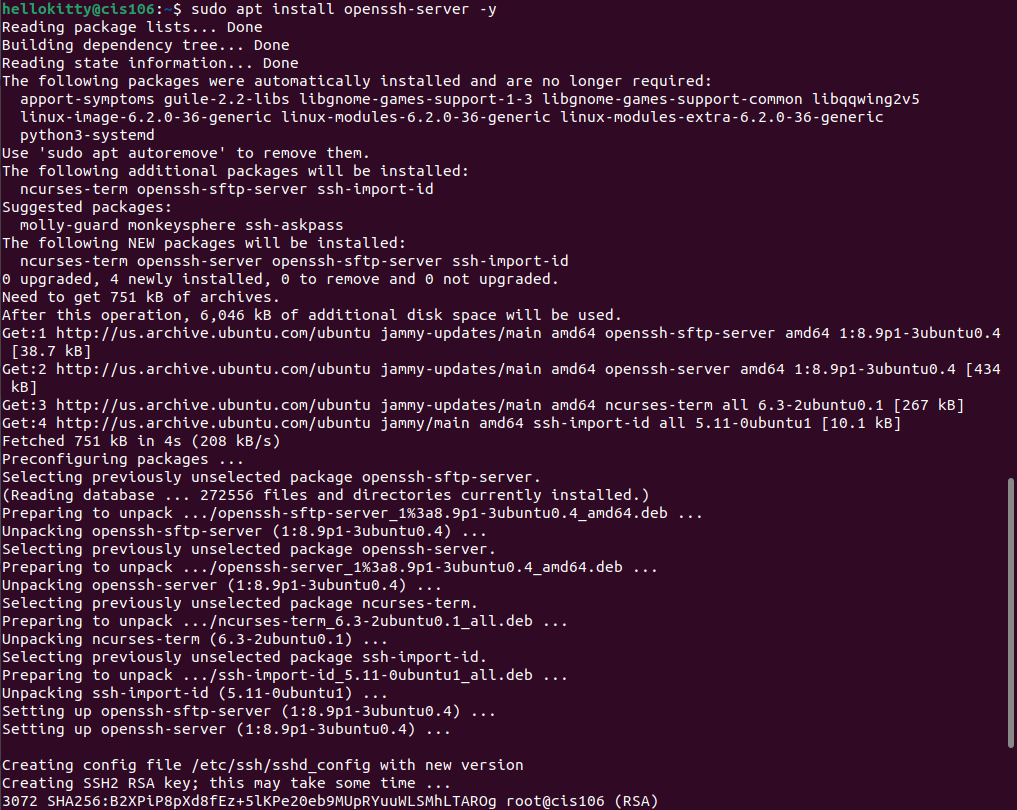 hellokitty@cis106:~$ sudo apt install openssh-server -y
Reading package lists... Done
Building dependency tree... Done
Reading state information... Done
The following packages were automatically installed and are no longer required:
  apport-symptoms guile-2.2-libs libgnome-games-support-1-3 libgnome-games-support-common libqqwing2v5
  linux-image-6.2.0-36-generic linux-modules-6.2.0-36-generic linux-modules-extra-6.2.0-36-generic
  python3-systemd
Use 'sudo apt autoremove' to remove them.
The following additional packages will be installed:
  ncurses-term openssh-sftp-server ssh-import-id
Suggested packages:
  molly-guard monkeysphere ssh-askpass
The following NEW packages will be installed:
  ncurses-term openssh-server openssh-sftp-server ssh-import-id
0 upgraded, 4 newly installed, 0 to remove and 0 not upgraded.
Need to get 751 kB of archives.
After this operation, 6,046 kB of additional disk space will be used.
Get:1 http://us.archive.ubuntu.com/ubuntu jammy-updates/main amd64 openssh-sftp-server amd64 1:8.9p1-3ubuntu0.4
 [38.7 kB]
Get:2 http://us.archive.ubuntu.com/ubuntu jammy-updates/main amd64 openssh-server amd64 1:8.9p1-3ubuntu0.4 [434
 kB]
Get:3 http://us.archive.ubuntu.com/ubuntu jammy-updates/main amd64 ncurses-term all 6.3-2ubuntu0.1 [267 kB]
Get:4 http://us.archive.ubuntu.com/ubuntu jammy/main amd64 ssh-import-id all 5.11-0ubuntu1 [10.1 kB]
Fetched 751 kB in 4s (208 kB/s)
Preconfiguring packages ...
Selecting previously unselected package openssh-sftp-server.
(Reading database ... 272556 files and directories currently installed.)
Preparing to unpack .../openssh-sftp-server_1%3a8.9p1-3ubuntu0.4_amd64.deb ...
Unpacking openssh-sftp-server (1:8.9p1-3ubuntu0.4) ...
Selecting previously unselected package openssh-server.
Preparing to unpack .../openssh-server_1%3a8.9p1-3ubuntu0.4_amd64.deb ...
Unpacking openssh-server (1:8.9p1-3ubuntu0.4) ...
Selecting previously unselected package ncurses-term.
Preparing to unpack .../ncurses-term_6.3-2ubuntu0.1_all.deb ...
Unpacking ncurses-term (6.3-2ubuntu0.1) ...
Selecting previously unselected package ssh-import-id.
Preparing to unpack .../ssh-import-id_5.11-0ubuntu1_all.deb ...
Unpacking ssh-import-id (5.11-0ubuntu1) ...
Setting up openssh-sftp-server (1:8.9p1-3ubuntu0.4) ...
Setting up openssh-server (1:8.9p1-3ubuntu0.4) ...

Creating config file /etc/ssh/sshd_config with new version
Creating SSH2 RSA key; this may take some time ...
3072 SHA256:B2XPiP8pXd8fEz+5lKPe20eb9MUpRYuuWLSMhLTAROg root@cis106 (RSA)